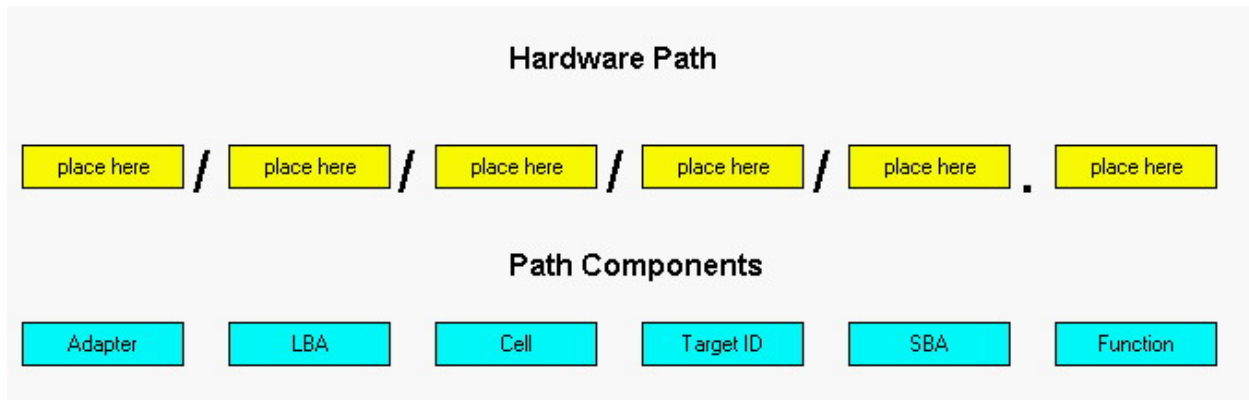 Hardware Path
place here / place here / place here / place here / place here . place here
Path Components
Adapter LBA Cell Target ID SBA Function